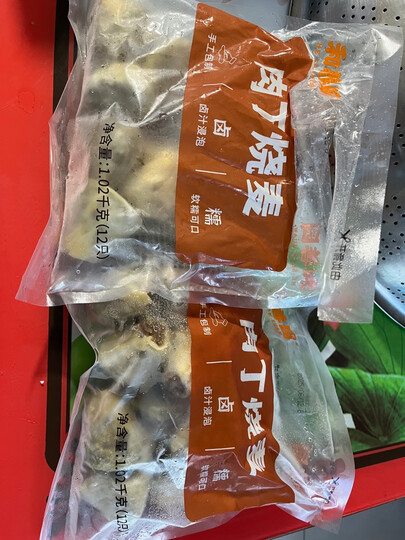 肉丁烧麦
手工包制
卤
卤汁浸泡
糯
软糯可口
净含量:1.02千克(12只)
肉丁烧麦
手工包制
卤
卤汁浸泡
糯
软糯可口
净含量:1.02千克(12只)